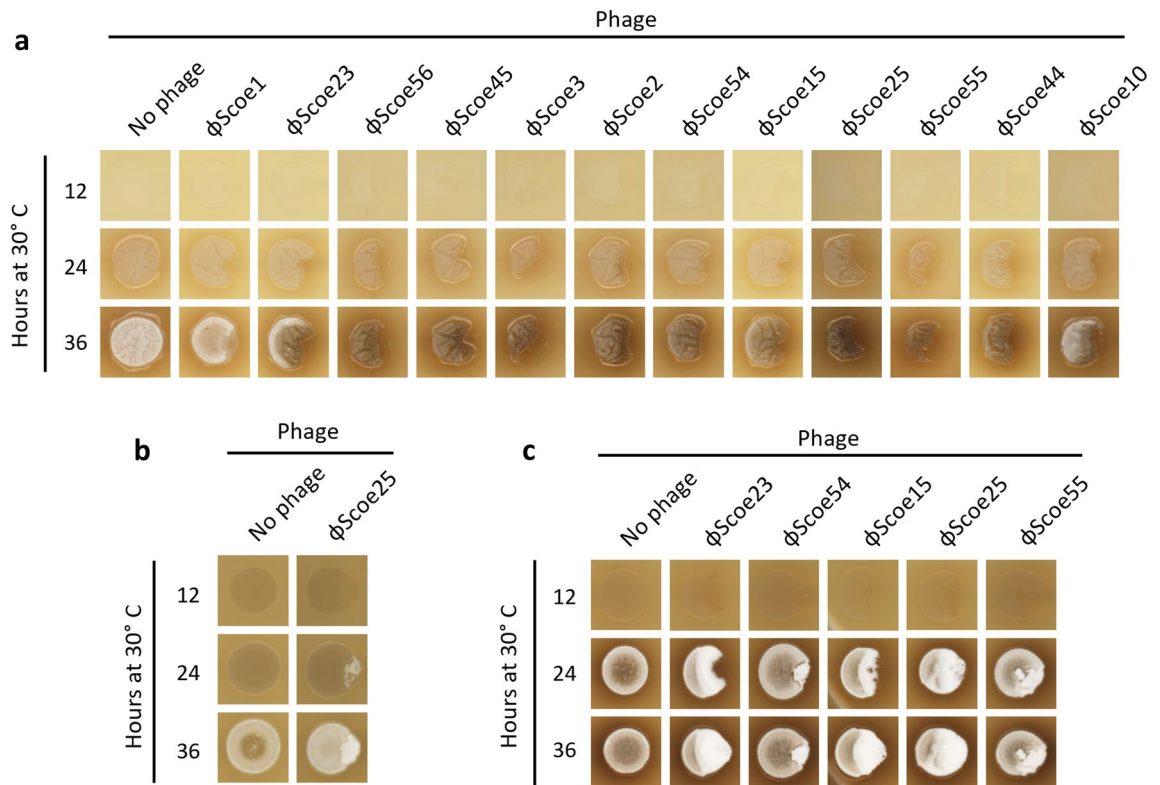 a
Phage
No phage
ϕScoe1
ϕScoe23
ϕScoe56
ϕScoe45
ϕScoe3
ϕScoe2
ϕScoe54
ϕScoe15
ϕScoe25
ϕScoe55
ϕScoe44
ϕScoe10
Hours at 30° C
12
24
36
b
Phage
No phage
ϕScoe25
Hours at 30° C
12
24
36
c
Phage
No phage
ϕScoe23
ϕScoe54
ϕScoe15
ϕScoe25
ϕScoe55
Hours at 30° C
12
24
36